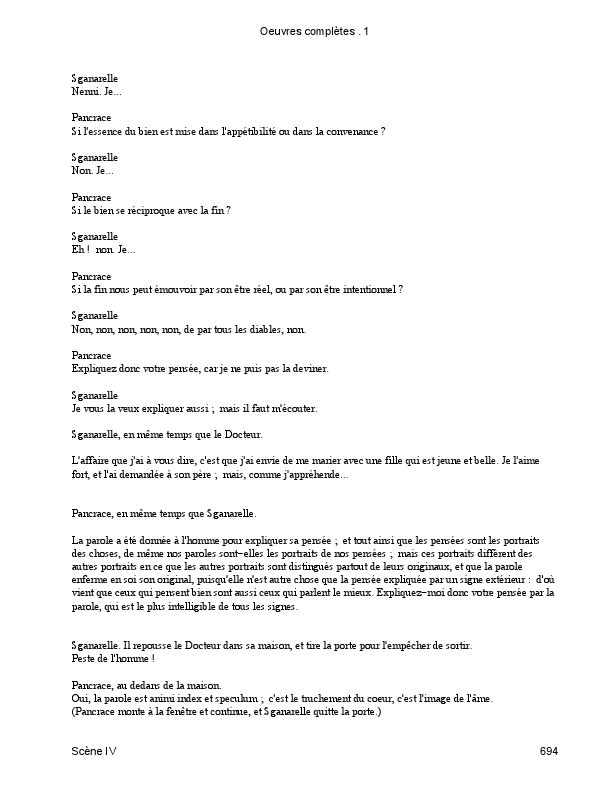 Oeuvres complètes . 1
Sganarelle
Nenni. Je...
Pancrace
Si l'essence du bien est mise dans l'appétibilité ou dans la convenance ?
Sganarelle
Non. Je...
Pancrace
Si le bien se réciproque avec la fin ?
Sganarelle
Eh ! non. Je...
Pancrace
Si la fin nous peut émouvoir par son être réel, ou par son être intentionnel ?
Sganarelle
Non, non, non, non, non, de par tous les diables, non.
Pancrace
Expliquez donc votre pensée, car je ne puis pas la deviner.
Sganarelle
Je vous la veux expliquer aussi ; mais il faut m'écouter.
Sganarelle, en même temps que le Docteur.
L'affaire que j'ai à vous dire, c'est que j'ai envie de me marier avec une fille qui est jeune et belle. Je l'aime
fort, et l'ai demandée à son père ; mais, comme j'appréhende...
Pancrace, en même temps que Sganarelle.
La parole a été donnée à l'homme pour expliquer sa pensée ; et tout ainsi que les pensées sont les portraits
des choses, de même nos paroles sont-elles les portraits de nos pensées ; mais ces portraits diffèrent des
autres portraits en ce que les autres portraits sont distingués partout de leurs originaux, et que la parole
enferme en soi son original, puisqu'elle n'est autre chose que la pensée expliquée par un signe extérieur : d'où
vient que ceux qui pensent bien sont aussi ceux qui parlent le mieux. Expliquez-moi donc votre pensée par la
parole, qui est le plus intelligible de tous les signes.
Sganarelle. Il repousse le Docteur dans sa maison, et tire la porte pour l'empêcher de sortir.
Peste de l'homme !
Pancrace, au dedans de la maison.
Oui, la parole est animi index et speculum ; c'est le truchement du coeur, c'est l'image de l'âme.
(Pancrace monte à la fenêtre et continue, et Sganarelle quitte la porte.)
Scène IV 694